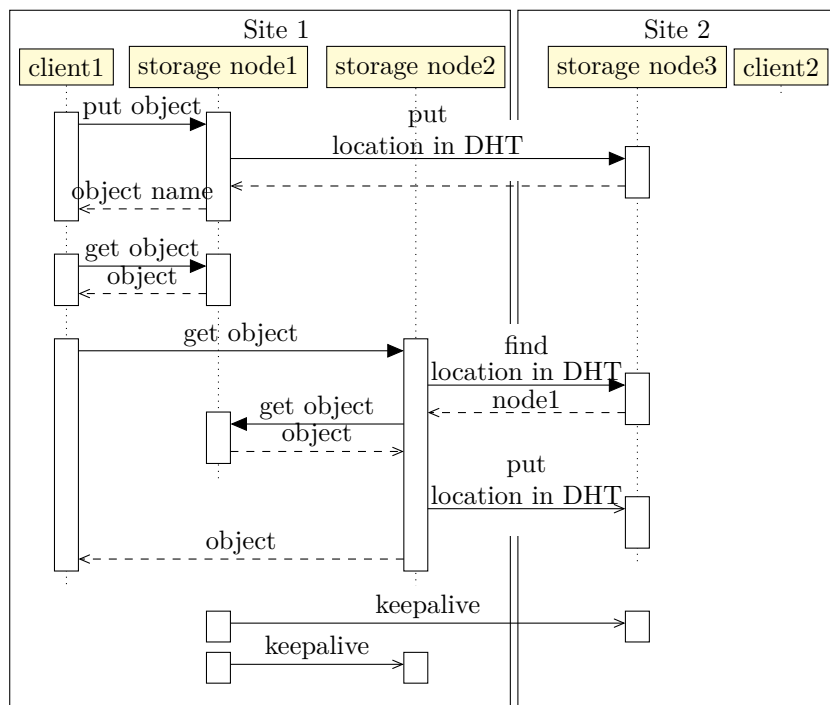 Site 1
Site 2
client1
storage node1
storage node2
storage node3
client2
put object
put
location in DHT
object name
get object
object
get object
find
location in DHT
node1
get object
object
put
location in DHT
object
keepalive
keepalive